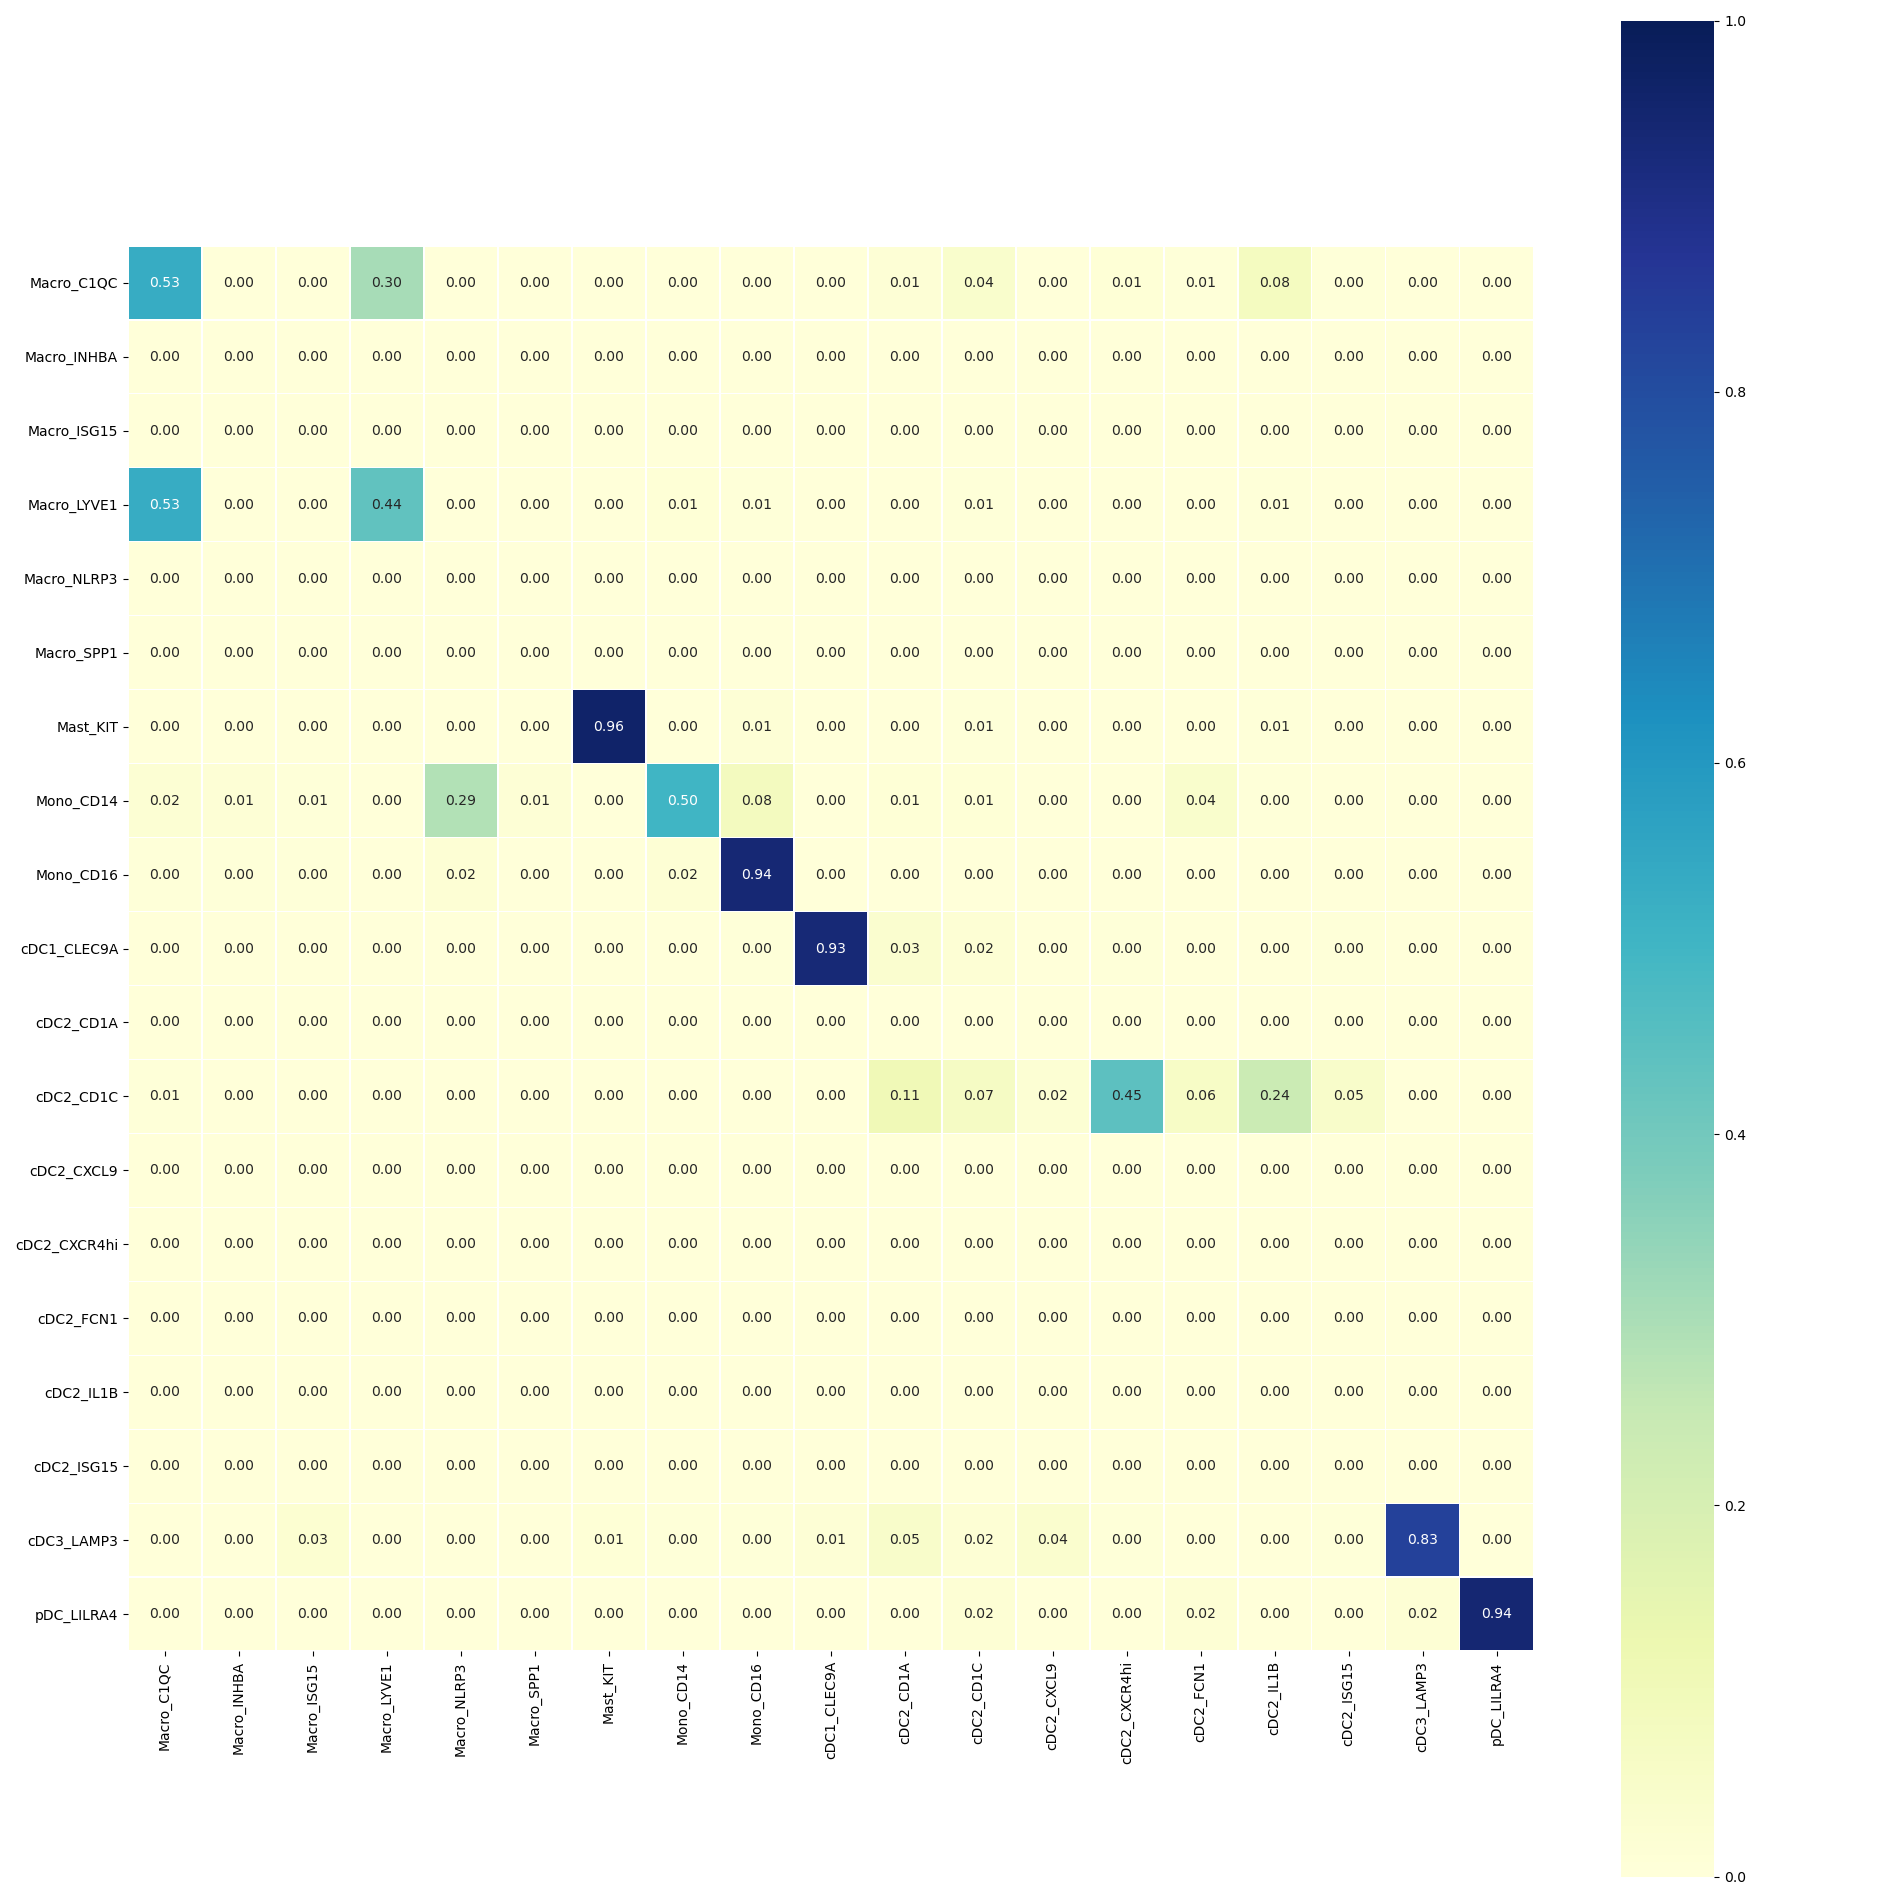 Macro_C1QC 0.53 0.00 0.00 0.30 0.00 0.00 0.00 0.00 0.00 0.00 0.01 0.04 0.00 0.01 0.01 0.08 0.00 0.00 0.00
Macro_INHBA 0.00 0.00 0.00 0.00 0.00 0.00 0.00 0.00 0.00 0.00 0.00 0.00 0.00 0.00 0.00 0.00 0.00 0.00 0.00
Macro_ISG15 0.00 0.00 0.00 0.00 0.00 0.00 0.00 0.00 0.00 0.00 0.00 0.00 0.00 0.00 0.00 0.00 0.00 0.00 0.00
Macro_LYVE1 0.53 0.00 0.00 0.44 0.00 0.00 0.00 0.01 0.01 0.00 0.00 0.01 0.00 0.00 0.00 0.01 0.00 0.00 0.00
Macro_NLRP3 0.00 0.00 0.00 0.00 0.00 0.00 0.00 0.00 0.00 0.00 0.00 0.00 0.00 0.00 0.00 0.00 0.00 0.00 0.00
Macro_SPP1 0.00 0.00 0.00 0.00 0.00 0.00 0.00 0.00 0.00 0.00 0.00 0.00 0.00 0.00 0.00 0.00 0.00 0.00 0.00
Mast_KIT 0.00 0.00 0.00 0.00 0.00 0.00 0.96 0.00 0.01 0.00 0.00 0.01 0.00 0.00 0.00 0.01 0.00 0.00 0.00
Mono_CD14 0.02 0.01 0.01 0.00 0.29 0.01 0.00 0.50 0.08 0.00 0.01 0.01 0.00 0.00 0.04 0.00 0.00 0.00 0.00
Mono_CD16 0.00 0.00 0.00 0.00 0.02 0.00 0.00 0.02 0.94 0.00 0.00 0.00 0.00 0.00 0.00 0.00 0.00 0.00 0.00
cDC1_CLEC9A 0.00 0.00 0.00 0.00 0.00 0.00 0.00 0.00 0.00 0.93 0.03 0.02 0.00 0.00 0.00 0.00 0.00 0.00 0.00
cDC2_CD1A 0.00 0.00 0.00 0.00 0.00 0.00 0.00 0.00 0.00 0.00 0.00 0.00 0.00 0.00 0.00 0.00 0.00 0.00 0.00
cDC2_CD1C 0.01 0.00 0.00 0.00 0.00 0.00 0.00 0.00 0.00 0.00 0.11 0.07 0.02 0.45 0.06 0.24 0.05 0.00 0.00
cDC2_CXCL9 0.00 0.00 0.00 0.00 0.00 0.00 0.00 0.00 0.00 0.00 0.00 0.00 0.00 0.00 0.00 0.00 0.00 0.00 0.00
cDC2_CXCR4hi 0.00 0.00 0.00 0.00 0.00 0.00 0.00 0.00 0.00 0.00 0.00 0.00 0.00 0.00 0.00 0.00 0.00 0.00 0.00
cDC2_FCN1 0.00 0.00 0.00 0.00 0.00 0.00 0.00 0.00 0.00 0.00 0.00 0.00 0.00 0.00 0.00 0.00 0.00 0.00 0.00
cDC2_IL1B 0.00 0.00 0.00 0.00 0.00 0.00 0.00 0.00 0.00 0.00 0.00 0.00 0.00 0.00 0.00 0.00 0.00 0.00 0.00
cDC2_ISG15 0.00 0.00 0.00 0.00 0.00 0.00 0.00 0.00 0.00 0.00 0.00 0.00 0.00 0.00 0.00 0.00 0.00 0.00 0.00
cDC3_LAMP3 0.00 0.00 0.03 0.00 0.00 0.00 0.01 0.00 0.00 0.01 0.05 0.02 0.04 0.00 0.00 0.00 0.00 0.83 0.00
pDC_LILRA4 0.00 0.00 0.00 0.00 0.00 0.00 0.00 0.00 0.00 0.00 0.00 0.02 0.00 0.00 0.02 0.00 0.00 0.02 0.94
Macro_C1QC
Macro_INHBA
Macro_ISG15
Macro_LYVE1
Macro_NLRP3
Macro_SPP1
Mast_KIT
Mono_CD14
Mono_CD16
cDC1_CLEC9A
cDC2_CD1A
cDC2_CD1C
cDC2_CXCL9
cDC2_CXCR4hi
cDC2_FCN1
cDC2_IL1B
cDC2_ISG15
cDC3_LAMP3
pDC_LILRA4
1.0
0.8
0.6
0.4
0.2
0.0